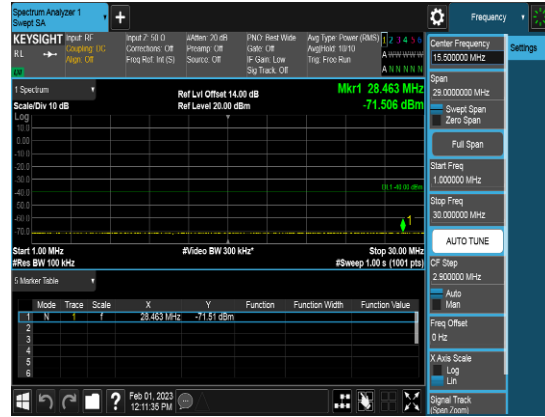 Spectrum Analyzer 1
Swept SA
+
Frequency
KEYSIGHT
RL
Input: RF
Coupling: DC
Align: Off
Input Z: 50 Ω
Corrections: Off
Freq Ref: Int (S)
#Atten: 20 dB
Preamp: Off
Source: Off
PNO: Best Wide
Gate: Off
IF Gain: Low
Sig Track: Off
Avg Type: Power (RMS)
Avg|Hold: 10/10
Trig: Free Run
1 2 3 4 5 6
A W W W W W
A N N N N N
LXI
1 Spectrum
Scale/Div 10 dB
Ref Lvl Offset 14.00 dB
Ref Level 20.00 dBm
Mkr1 28.463 MHz
-71.506 dBm
Log
10.0
0.00
-10.0
-20.0
-30.0
-40.0
-50.0
-60.0
-70.0
DL1 -40.00 dBm
1
Start 1.00 MHz
#Res BW 100 kHz
#Video BW 300 kHz*
Stop 30.00 MHz
#Sweep 1.00 s (1001 pts)
5 Marker Table
Mode Trace Scale X Y Function Function Width Function Value
1 N 1 f 28.463 MHz -71.51 dBm
2
3
4
5
6
Feb 01, 2023
12:11:35 PM
Center Frequency
15.500000 MHz
Settings
Span
29.0000000 MHz
Swept Span
Zero Span
Full Span
Start Freq
1.000000 MHz
Stop Freq
30.000000 MHz
AUTO TUNE
CF Step
2.900000 MHz
Auto
Man
Freq Offset
0 Hz
X Axis Scale
Log
Lin
Signal Track
(Span Zoom)